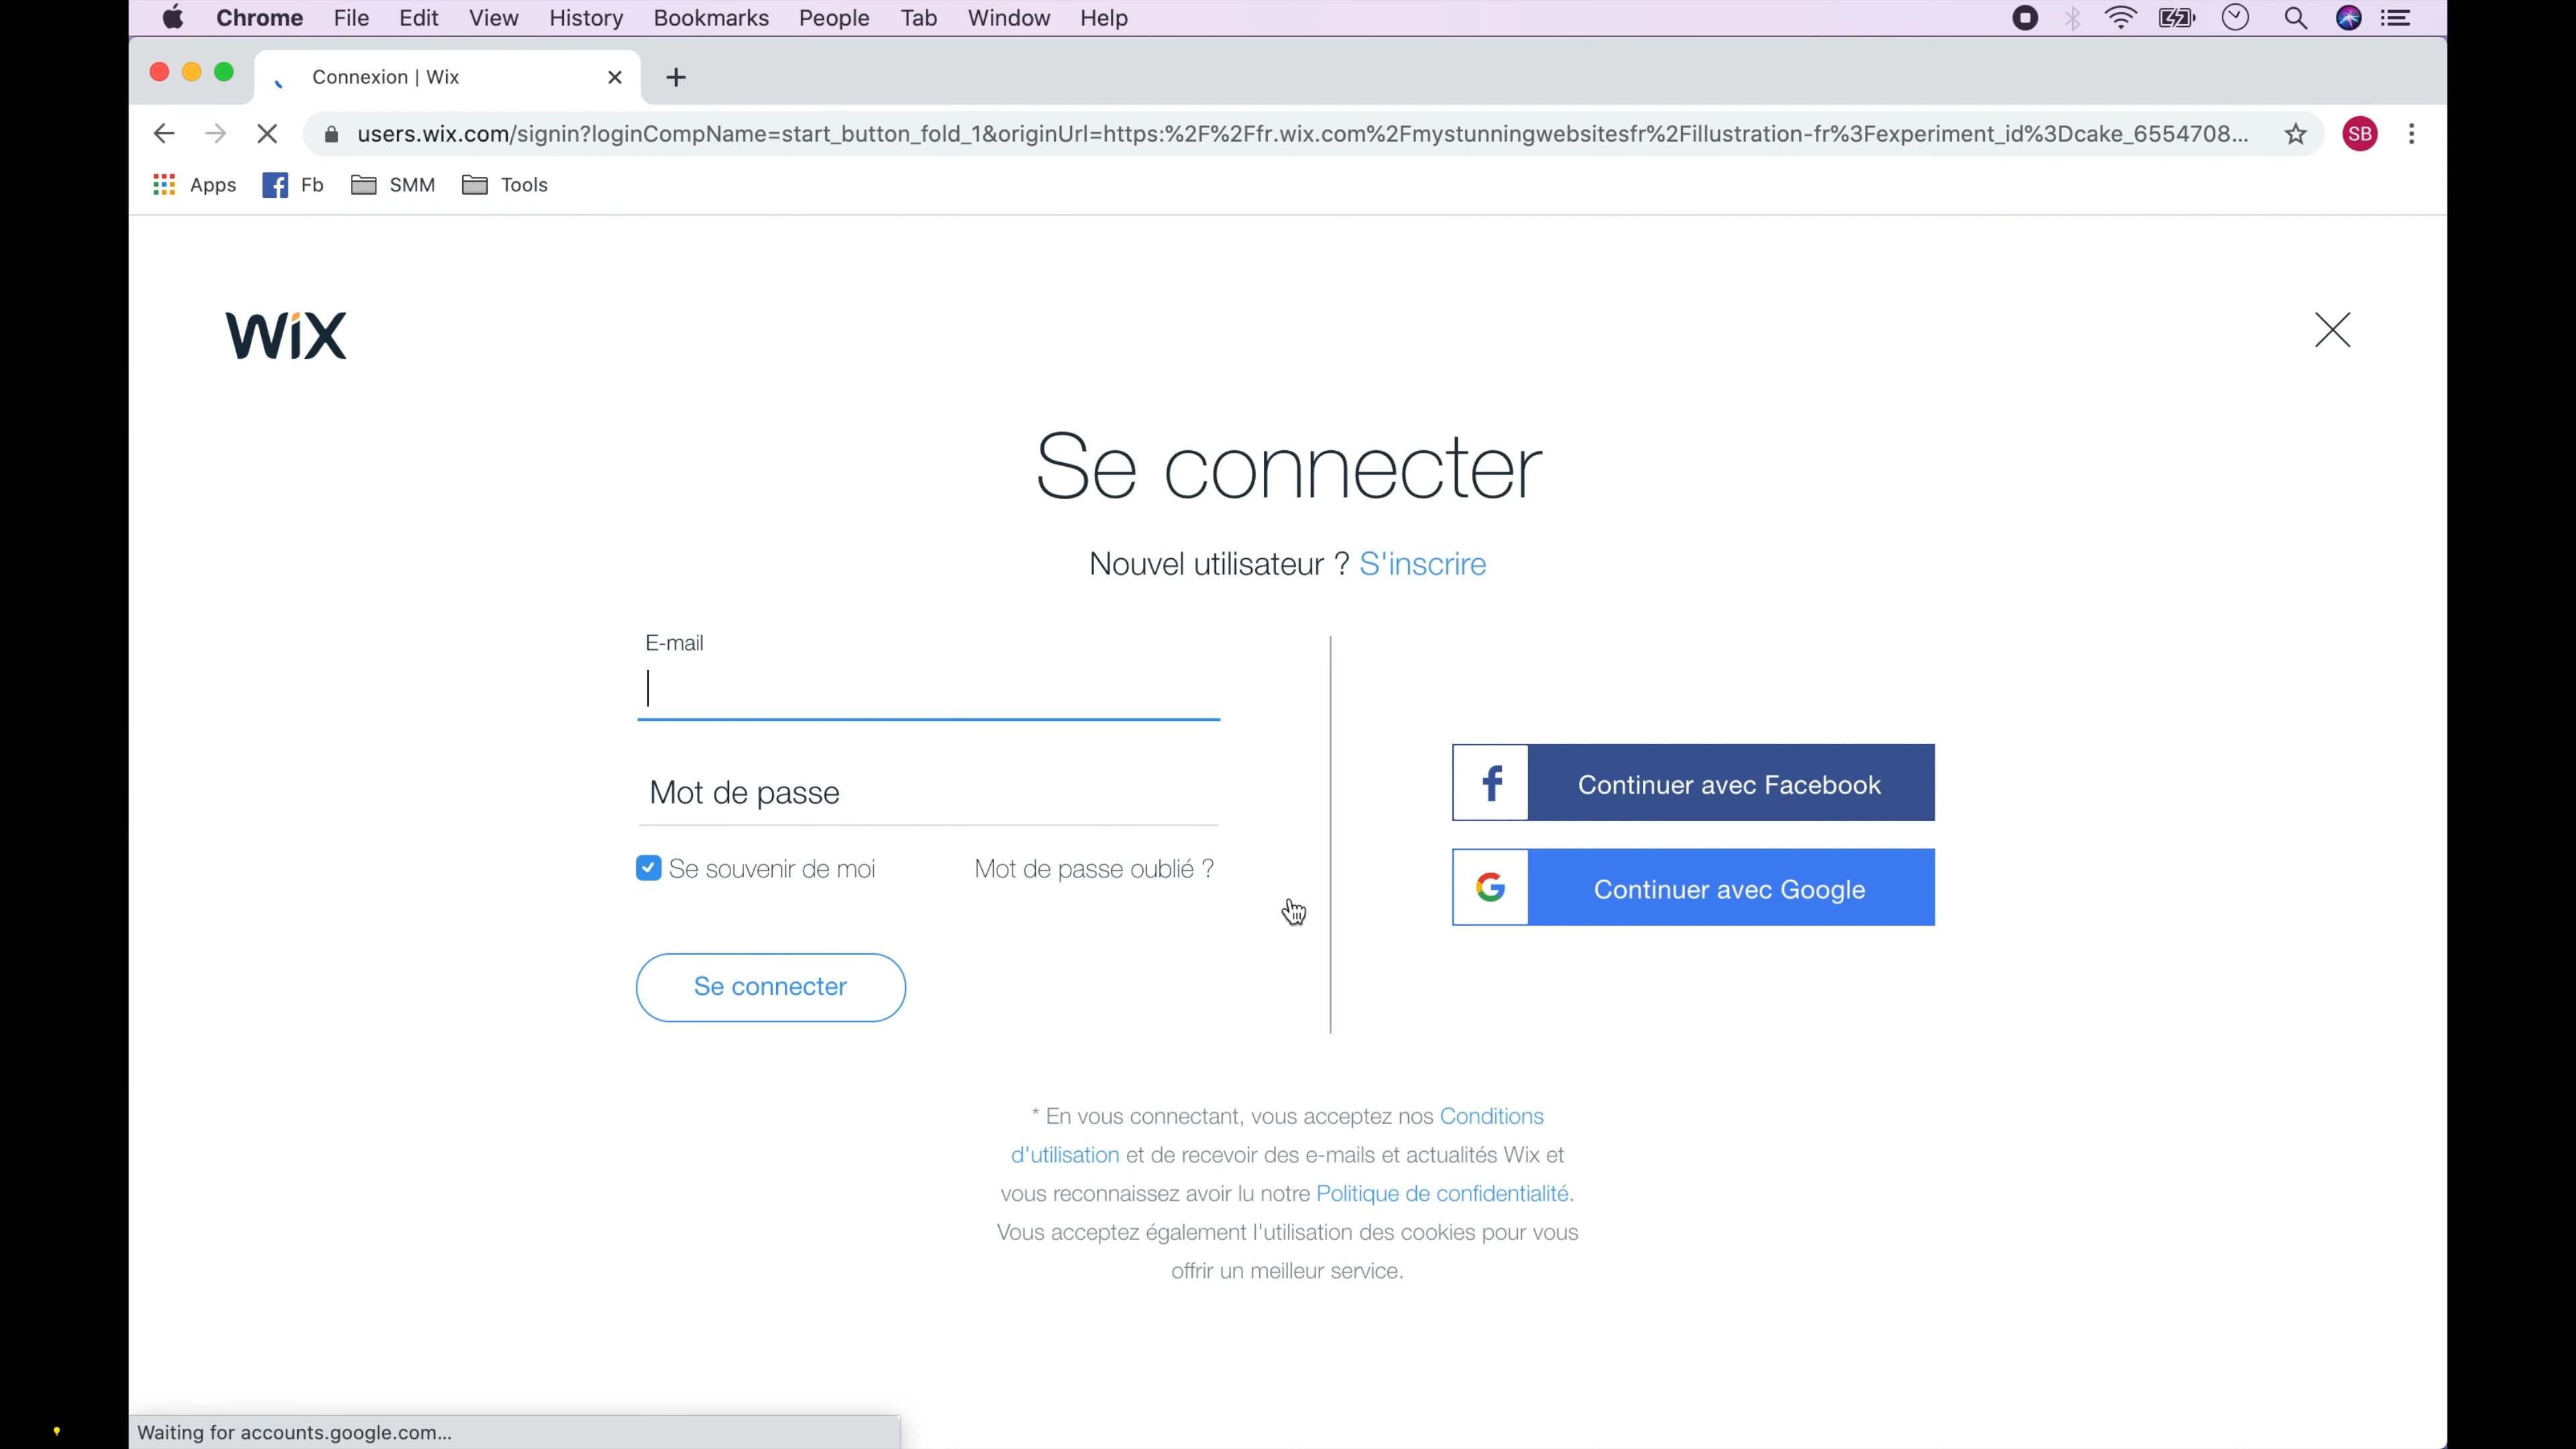 Chrome File Edit View History Bookmarks People Tab Window Help
Connexion | Wix
users.wix.com/signin?loginCompName=start_button_fold_1&originUrl=https:%2F%2Ffr.wix.com%2Fmystunningwebsitesfr%2Fillustration-fr%3Fexperiment_id%3Dcake_6554708...
SB
Apps Fb SMM Tools
WiX
Se connecter
Nouvel utilisateur ? S'inscrire
E-mail
Mot de passe
Se souvenir de moi Mot de passe oublié ?
Se connecter
f Continuer avec Facebook
G Continuer avec Google
* En vous connectant, vous acceptez nos Conditions
d'utilisation et de recevoir des e-mails et actualités Wix et
vous reconnaissez avoir lu notre Politique de confidentialité.
Vous acceptez également l'utilisation des cookies pour vous
offrir un meilleur service.
Waiting for accounts.google.com...